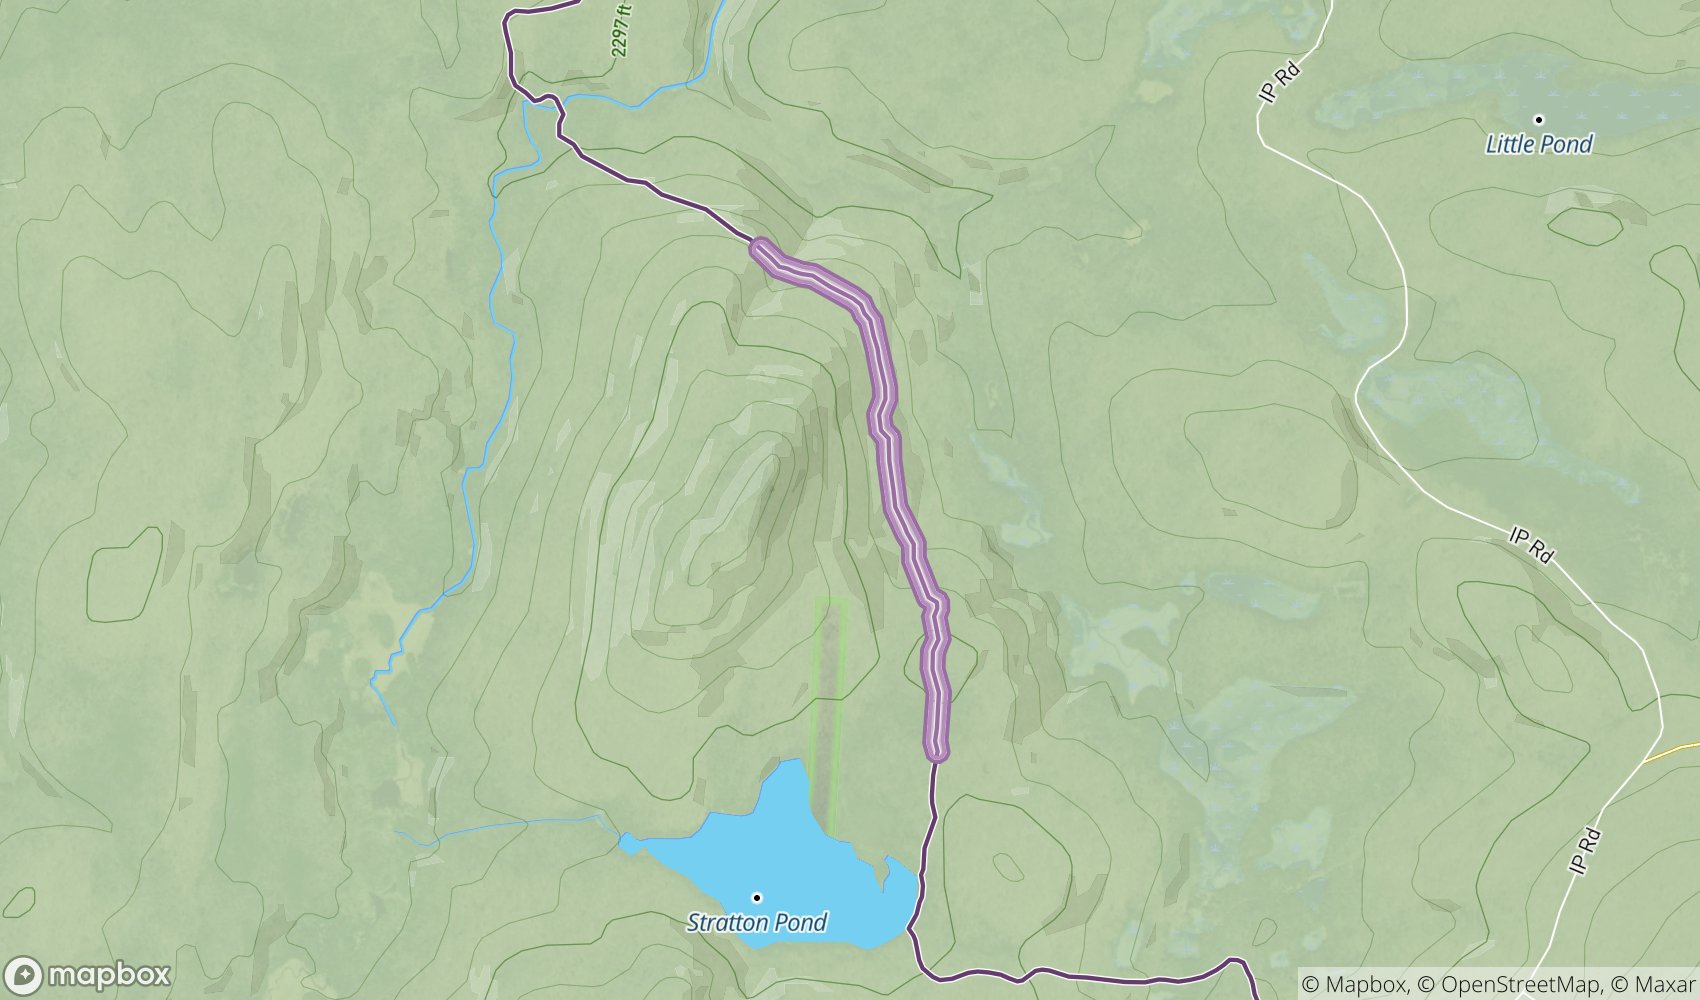 2297 ft
IP Rd
Little Pond
IP Rd
IP Rd
Stratton Pond
mapbox
© Mapbox, © OpenStreetMap, © Maxar